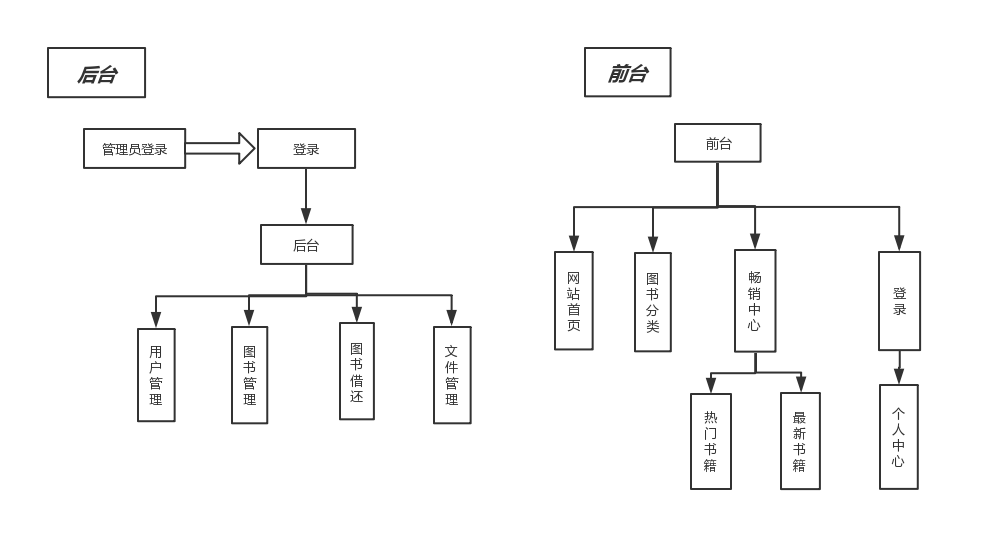 后台
前台
管理员登录
登录
前台
后台
用户管理
图书管理
图书借还
文件管理
网站首页
图书分类
畅销中心
登录
热门书籍
最新书籍
个人中心